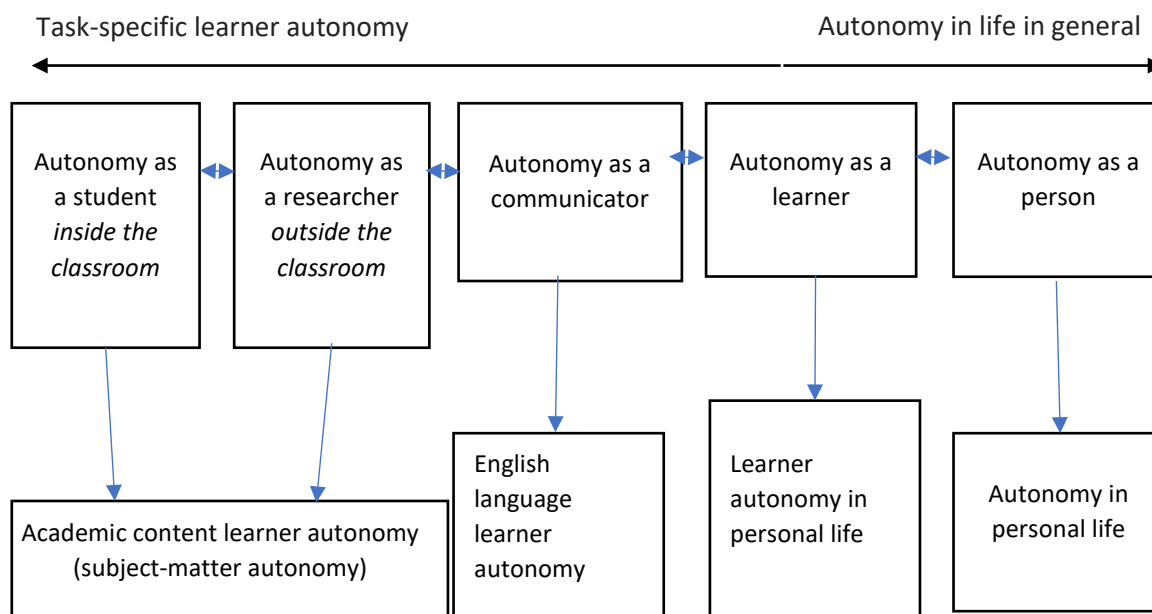 Task-specific learner autonomy
Autonomy in life in general
Autonomy as
a student
inside the
classroom
Autonomy as
a researcher
outside the
classroom
Autonomy as a
communicator
Autonomy as a
learner
Autonomy as a
person
English
language
learner
autonomy
Learner
autonomy in
personal life
Autonomy in
personal life
Academic content learner autonomy
(subject-matter autonomy)